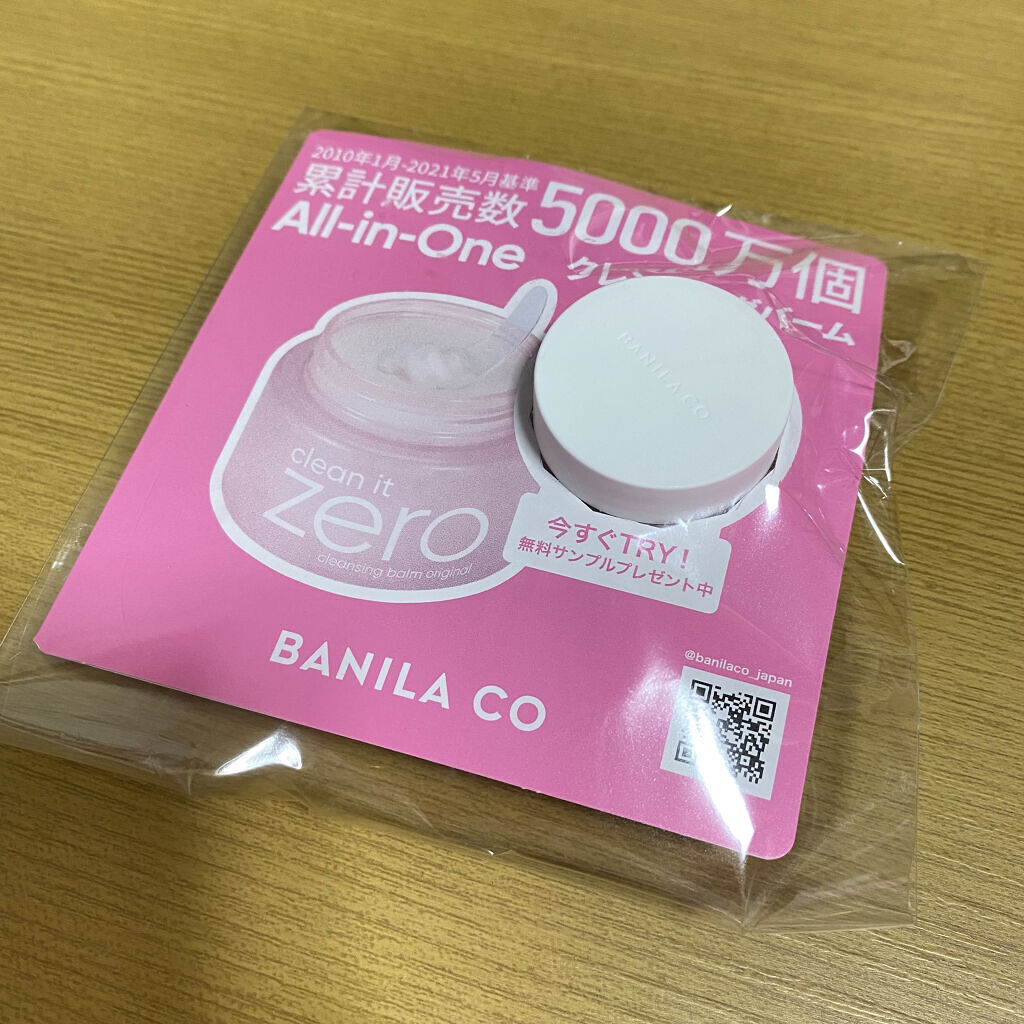 2010年1月-2021年5月基準
累計販売数5000万個
All-in-One
バーム
BANILA CO
clean it
zero
cleansing balm original
今すぐTRY!
無料サンプルプレゼント中
BANILA CO
@banilaco_japan